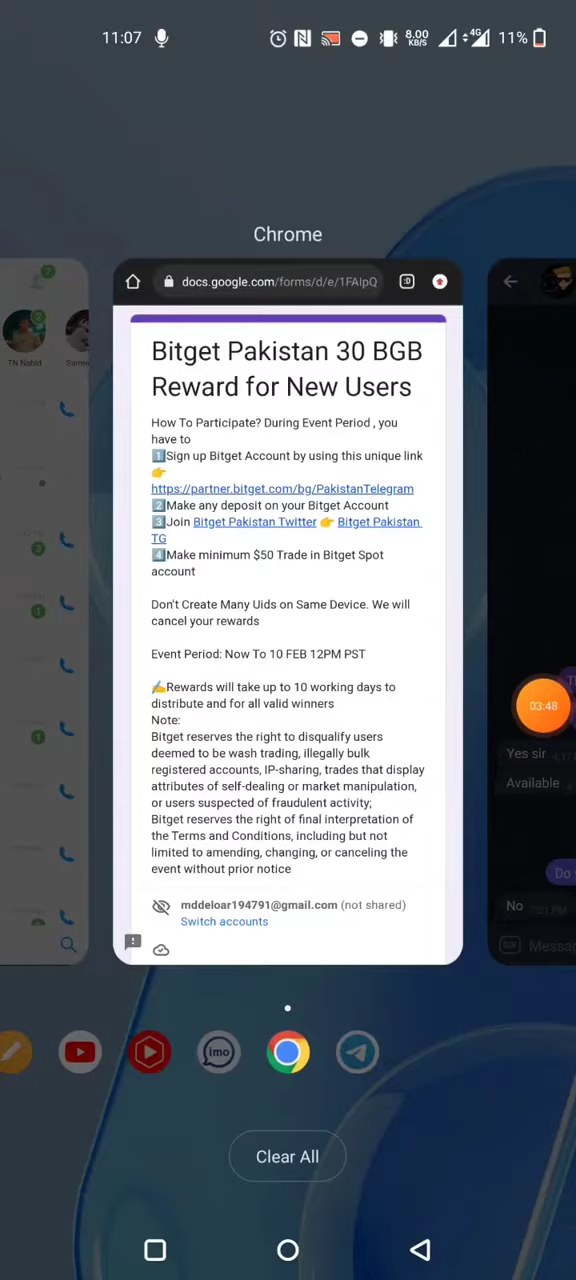 11:07
8.00
KB/S
4G
11%
Chrome
7
docs.google.com/forms/d/e/1FAIpQ
:D
2
TN Nabid
Bitget Pakistan 30 BGB
Reward for New Users
How To Participate? During Event Period , you
have to
1️⃣Sign up Bitget Account by using this unique link
👉
https://partner.bitget.com/bg/PakistanTelegram
2️⃣Make any deposit on your Bitget Account
3️⃣Join Bitget Pakistan Twitter 👉 Bitget Pakistan
TG
4️⃣Make minimum $50 Trade in Bitget Spot
account
Don't Create Many Uids on Same Device. We will
cancel your rewards
Event Period: Now To 10 FEB 12PM PST
✍️Rewards will take up to 10 working days to
distribute and for all valid winners
Note:
Bitget reserves the right to disqualify users
deemed to be wash trading, illegally bulk
registered accounts, IP-sharing, trades that display
attributes of self-dealing or market manipulation,
or users suspected of fraudulent activity;
Bitget reserves the right of final interpretation of
the Terms and Conditions, including but not
limited to amending, changing, or canceling the
event without prior notice
mddeloar194791@gmail.com (not shared)
Switch accounts
3
1
1
03:48
Yes sir
Available
Do
No
GIF
Messa
imo
Clear All